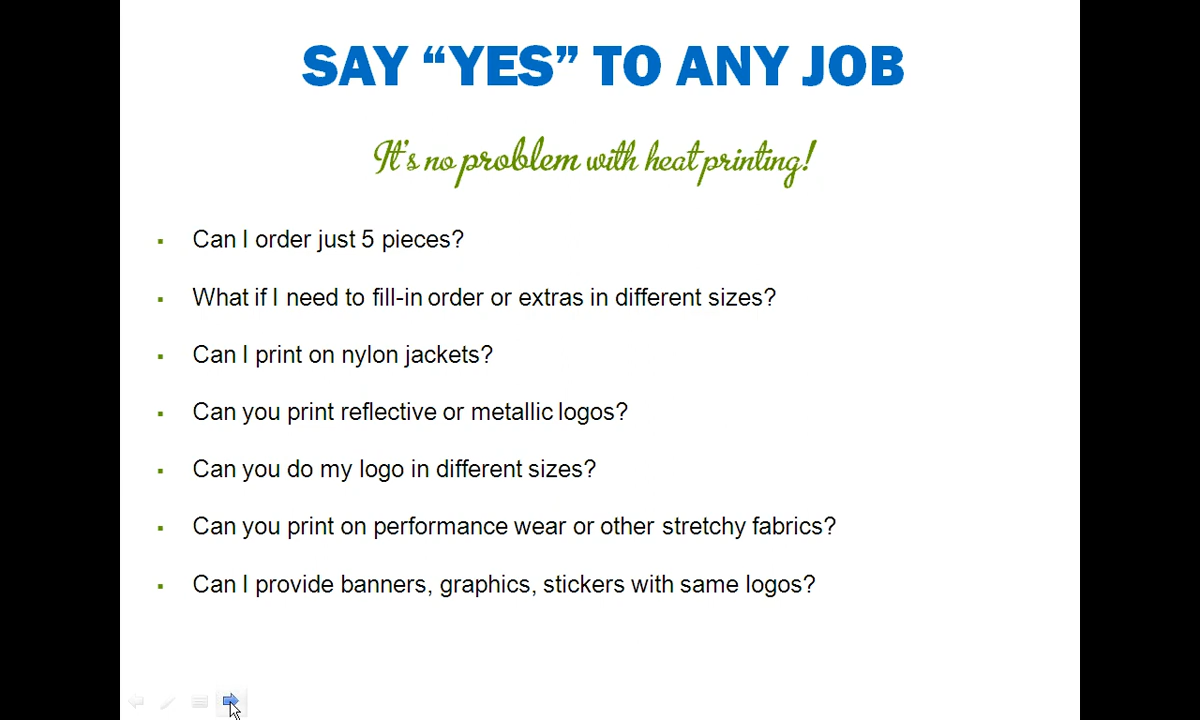 SAY “YES” TO ANY JOB
It's no problem with heat printing!
▪ Can I order just 5 pieces?
▪ What if I need to fill-in order or extras in different sizes?
▪ Can I print on nylon jackets?
▪ Can you print reflective or metallic logos?
▪ Can you do my logo in different sizes?
▪ Can you print on performance wear or other stretchy fabrics?
▪ Can I provide banners, graphics, stickers with same logos?